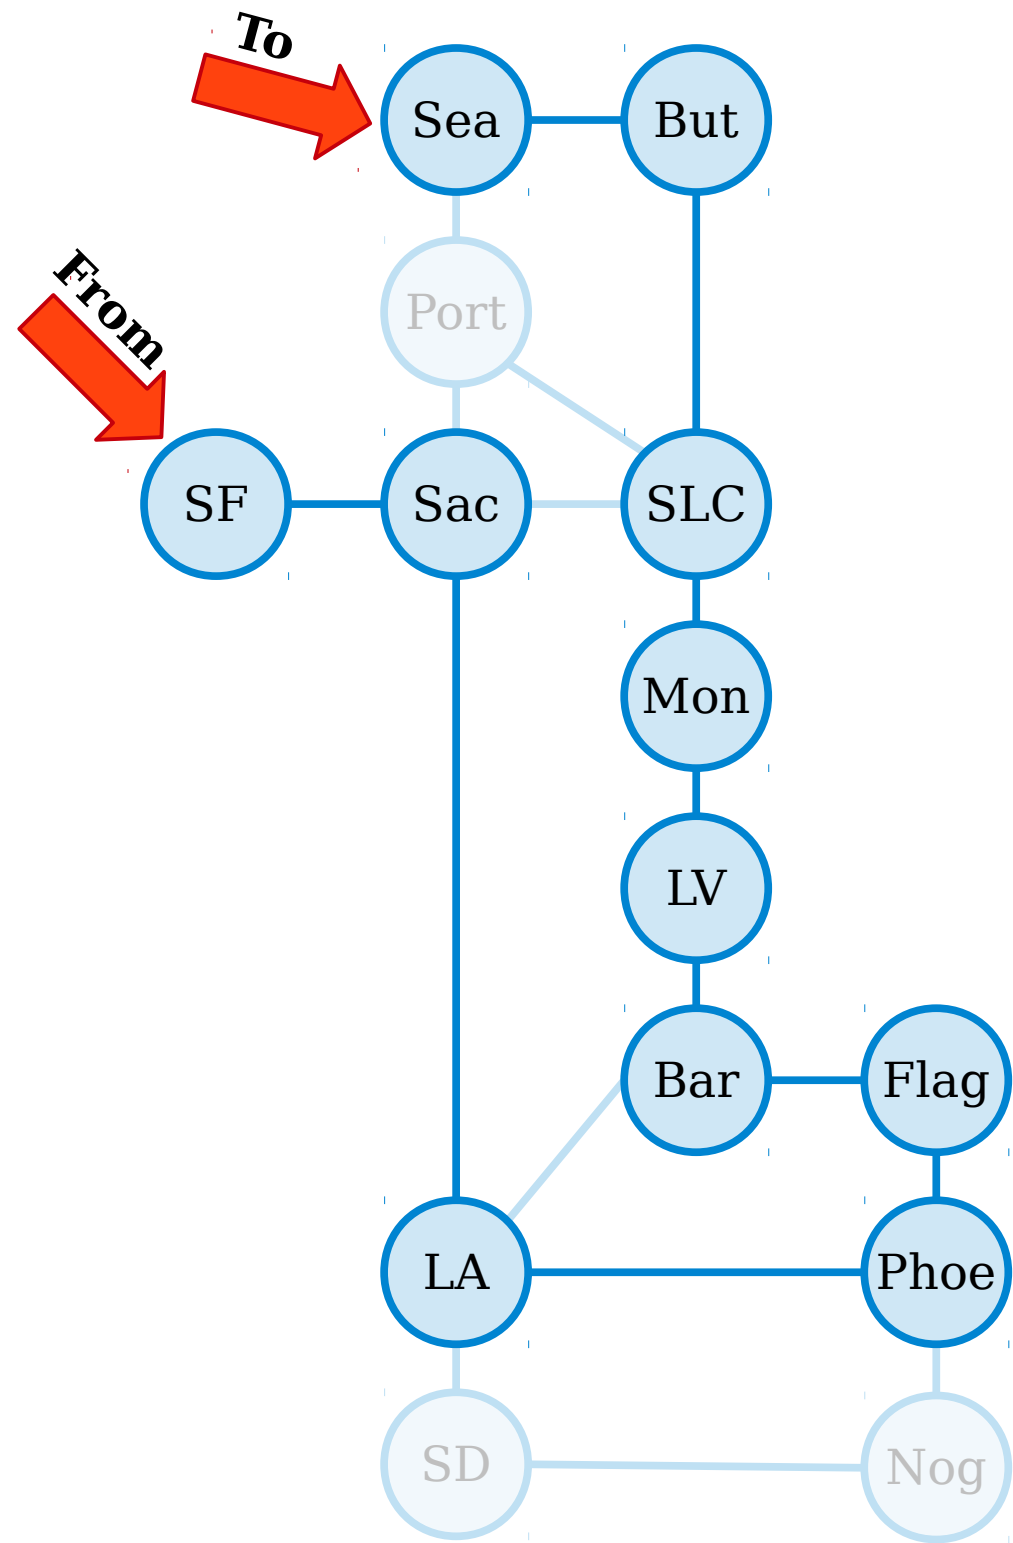 To
Sea
But
From
Port
SF
Sac
SLC
Mon
LV
Bar
Flag
LA
Phoe
SD
Nog